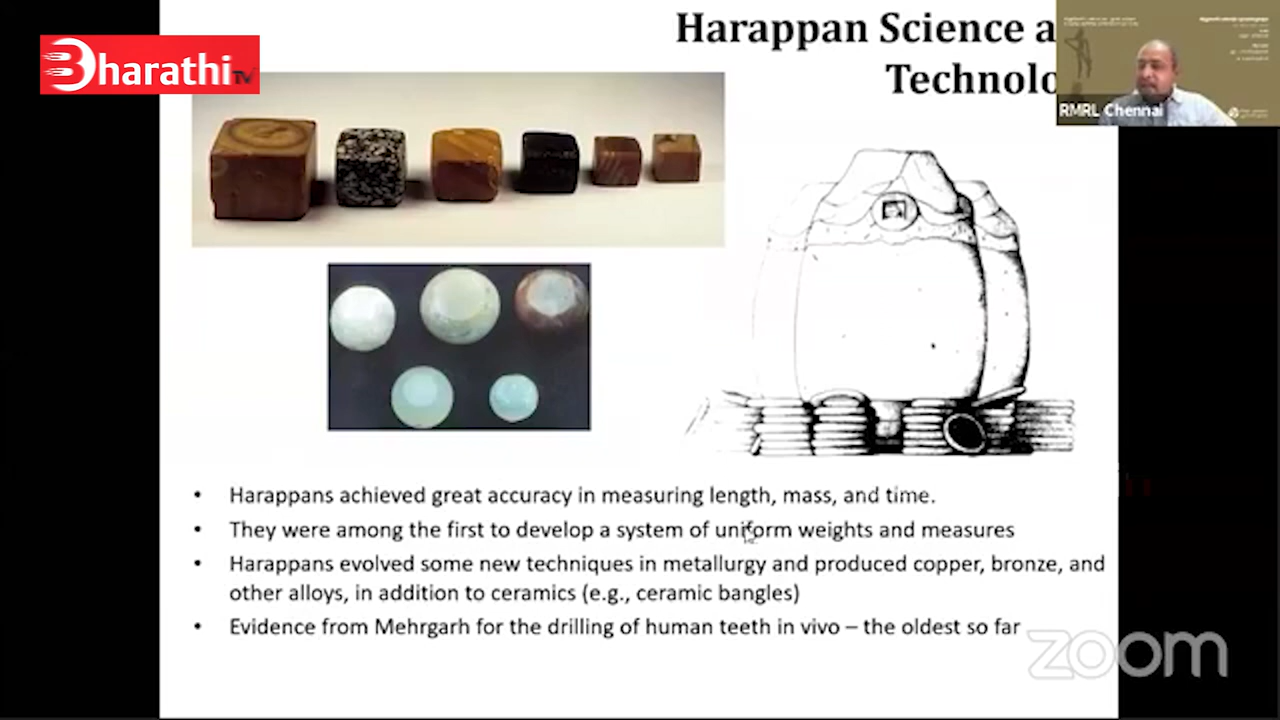 Bharathi TV
Harappan Science a
Technolo
RMRL Chennai
• Harappans achieved great accuracy in measuring length, mass, and time.
• They were among the first to develop a system of uniform weights and measures
• Harappans evolved some new techniques in metallurgy and produced copper, bronze, and
other alloys, in addition to ceramics (e.g., ceramic bangles)
• Evidence from Mehrgarh for the drilling of human teeth in vivo – the oldest so far
zoom